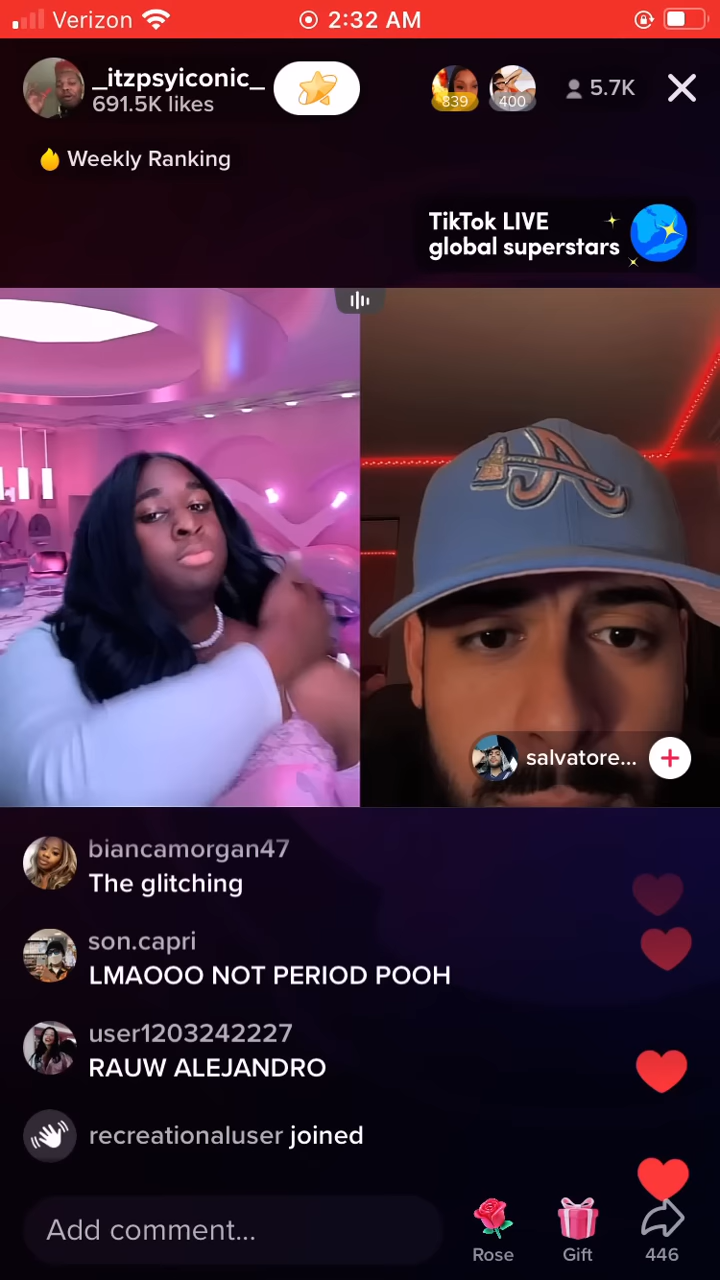 Verizon 2:32 AM
_itzpsyiconic_
691.5K likes
839
400
5.7K
Weekly Ranking
TikTok LIVE
global superstars
A
salvatore...
biancamorgan47
The glitching
son.capri
LMAOOO NOT PERIOD POOH
user1203242227
RAUW ALEJANDRO
recreationaluser joined
Add comment...
Rose
Gift
446